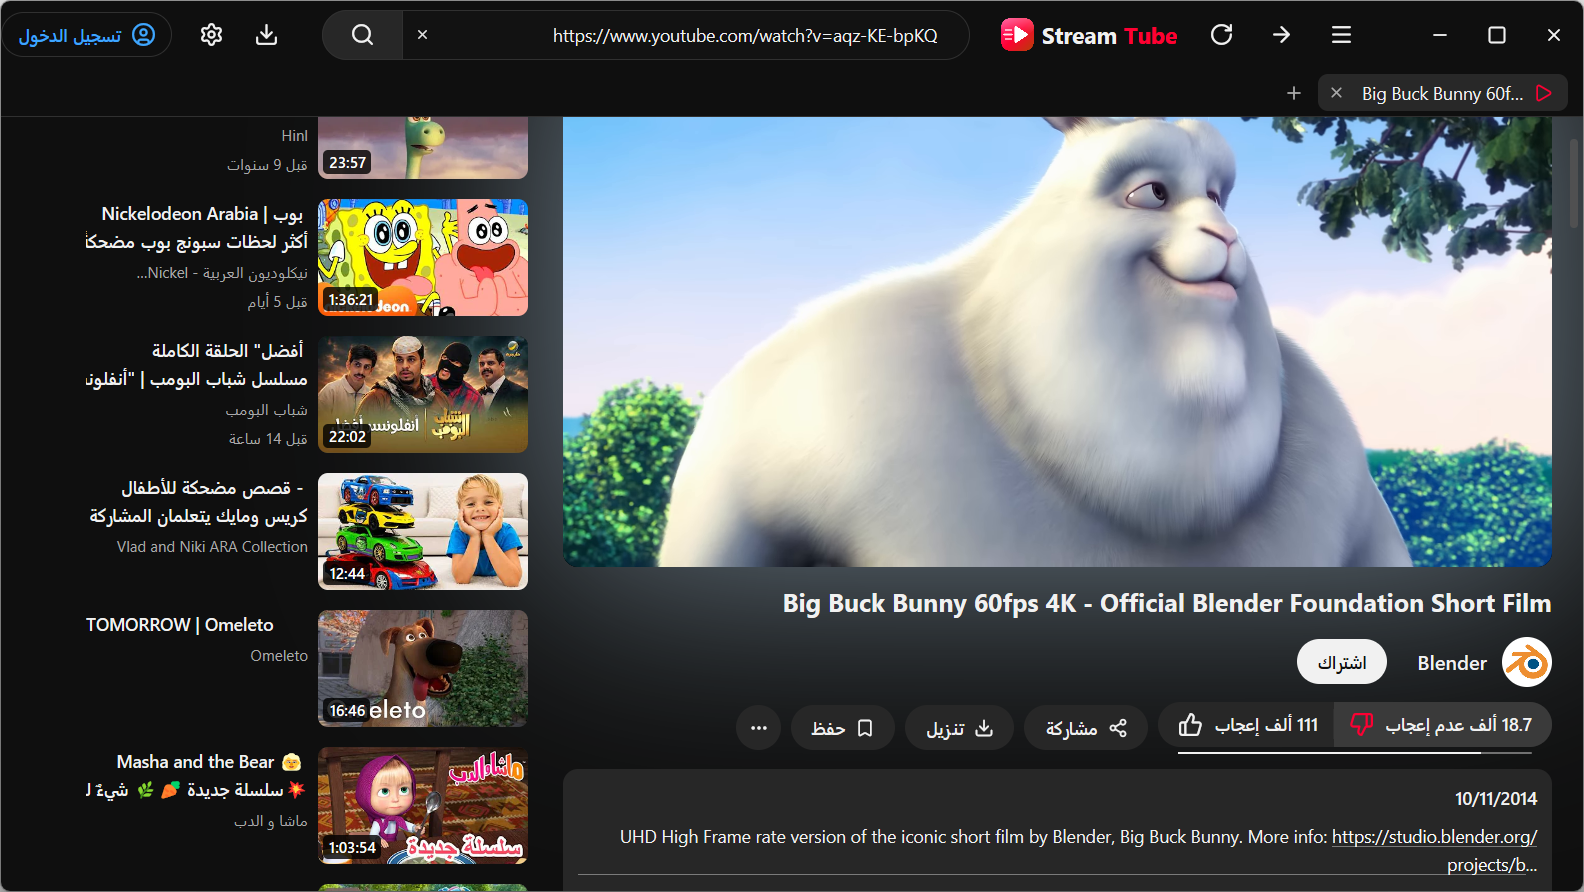 تسجيل الدخول
https://www.youtube.com/watch?v=aqz-KE-bpKQ
Stream Tube
Big Buck Bunny 60f...
Big Buck Bunny 60fps 4K - Official Blender Foundation Short Film
Blender
اشتراك
18.7 ألف عدم إعجاب
111 ألف إعجاب
مشاركة
تنزيل
حفظ
10/11/2014
UHD High Frame rate version of the iconic short film by Blender, Big Buck Bunny. More info: https://studio.blender.org/
projects/b...
23:57
Hinl
قبل 9 سنوات
1:36:21
Nickelodeon Arabia | بوب
أكثر لحظات سبونج بوب مضحكة
نيكلوديون العربية - Nickel...
قبل 5 أيام
شباب البومب
أنفلونسر أفضل
22:02
أفضل" الحلقة الكاملة
مسلسل شباب البومب | "أنفلونس
شباب البومب
قبل 14 ساعة
12:44
- قصص مضحكة للأطفال
كريس ومايك يتعلمان المشاركة
Vlad and Niki ARA Collection
16:46
eleto
TOMORROW | Omeleto
Omeleto
ماشا والدب
سلسلة جديدة
1:03:54
Masha and the Bear 👱‍♀️
💥 سلسلة جديدة 🥕 🌿 شيءٌ ل
ماشا و الدب